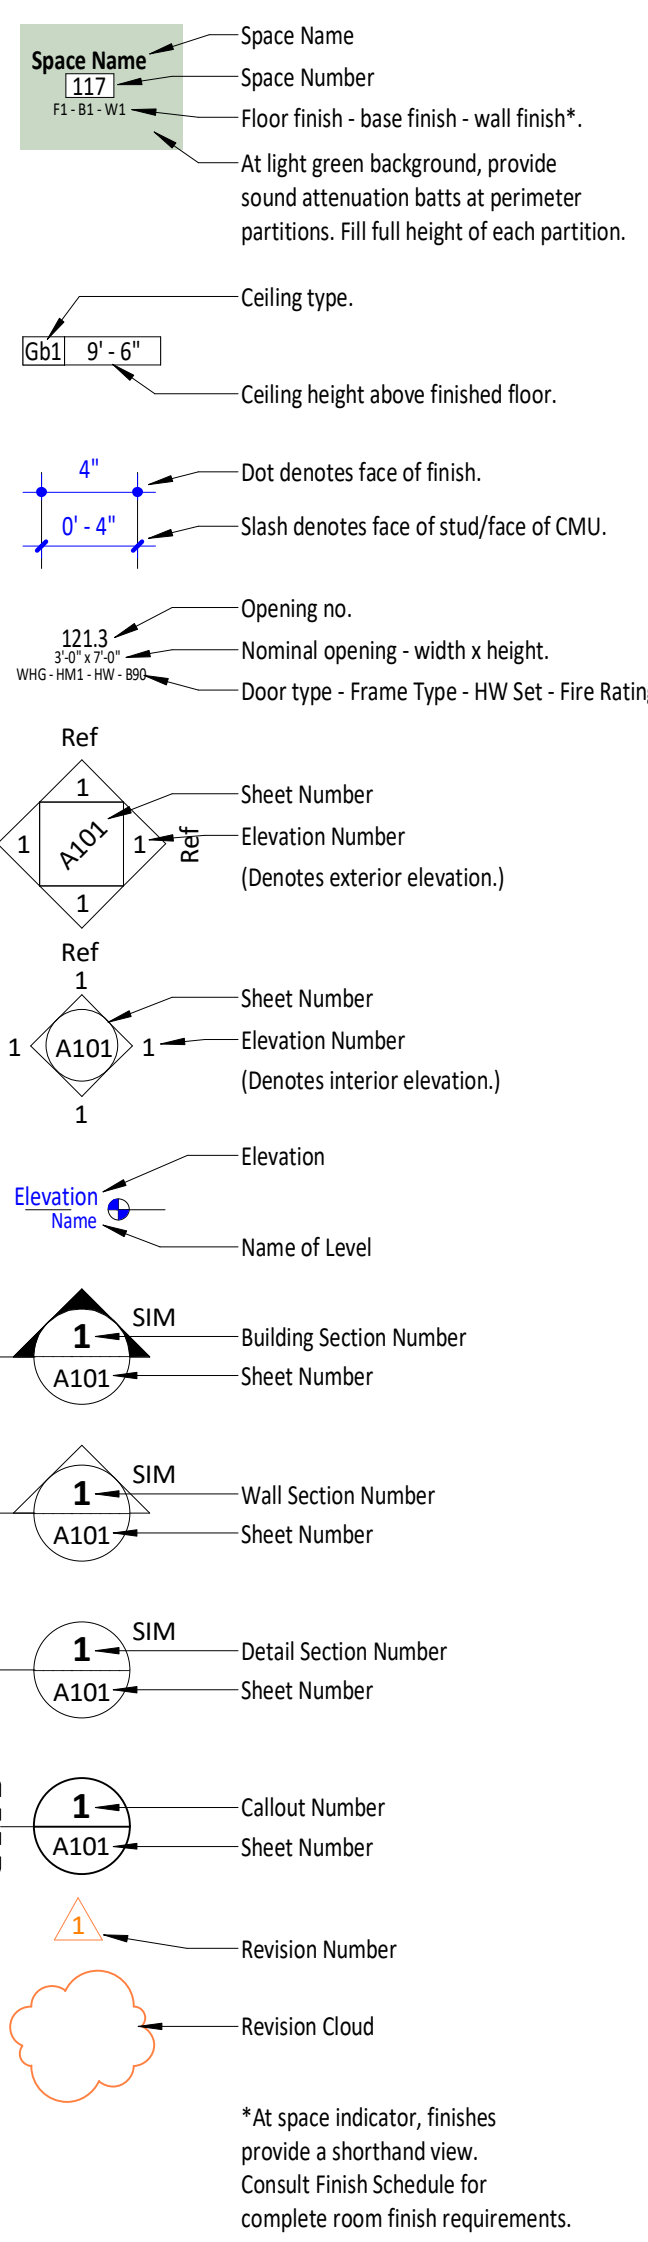 Space Name
117
F1 - B1 - W1
Space Name
Space Number
Floor finish - base finish - wall finish*.
At light green background, provide
sound attenuation batts at perimeter
partitions. Fill full height of each partition.
Gb1 9' - 6"
Ceiling type.
Ceiling height above finished floor.
4"
0' - 4"
Dot denotes face of finish.
Slash denotes face of stud/face of CMU.
121.3
3'-0" x 7'-0"
WHG - HM1 - HW - B90
Opening no.
Nominal opening - width x height.
Door type - Frame Type - HW Set - Fire Rating
Ref
1
1 A101 1 Ref
1
Ref
Sheet Number
Elevation Number
(Denotes exterior elevation.)
1
1 A101 1
1
Sheet Number
Elevation Number
(Denotes interior elevation.)
Elevation
Name
Elevation
Name of Level
1 SIM
A101
Building Section Number
Sheet Number
1 SIM
A101
Wall Section Number
Sheet Number
1 SIM
A101
Detail Section Number
Sheet Number
1
A101
Callout Number
Sheet Number
1
Revision Number
Revision Cloud
*At space indicator, finishes
provide a shorthand view.
Consult Finish Schedule for
complete room finish requirements.